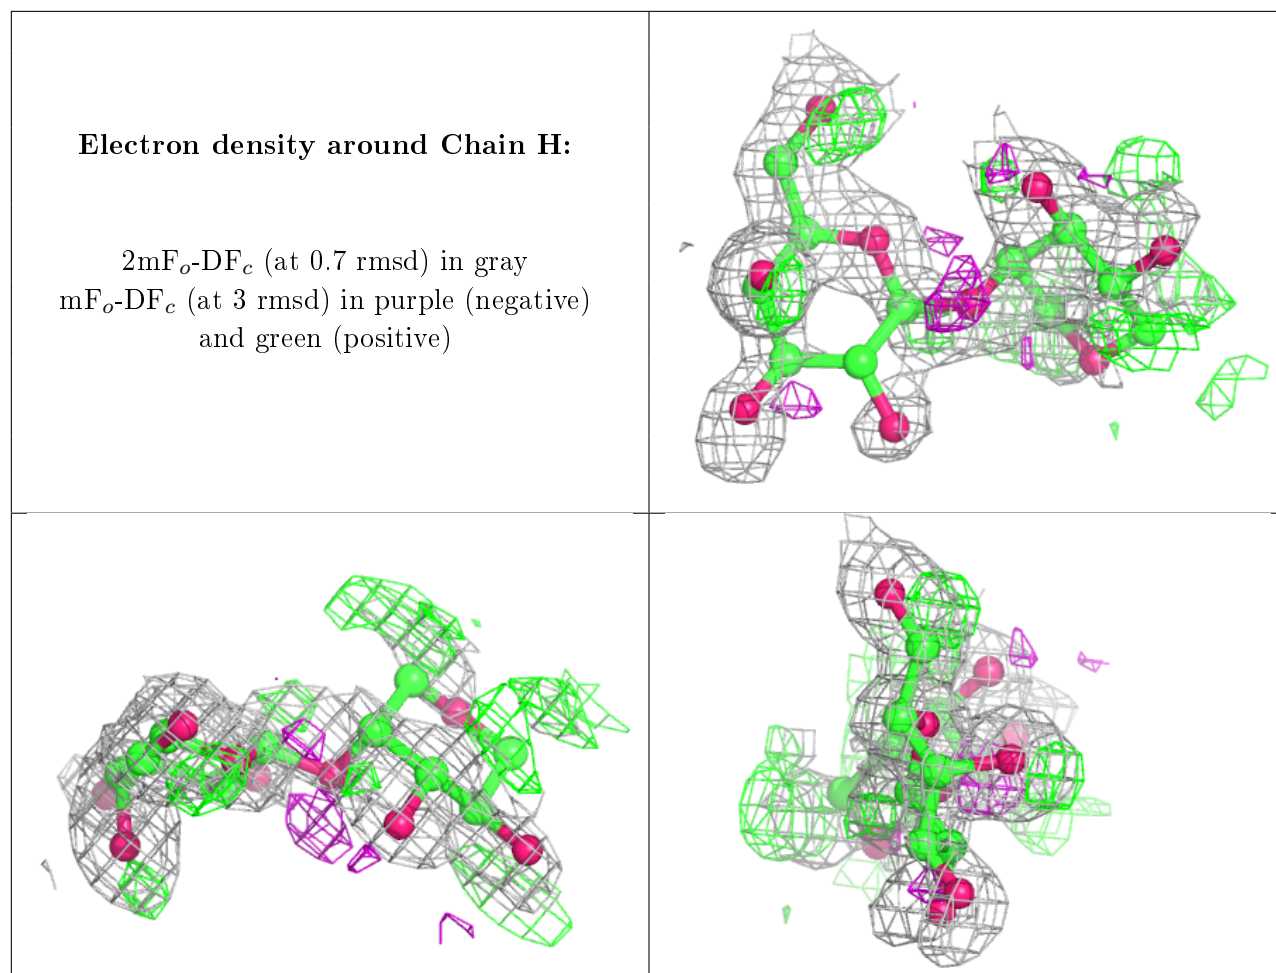 Electron density around Chain H:
2mFₒ-DF𝒸 (at 0.7 rmsd) in gray
mFₒ-DF𝒸 (at 3 rmsd) in purple (negative)
and green (positive)